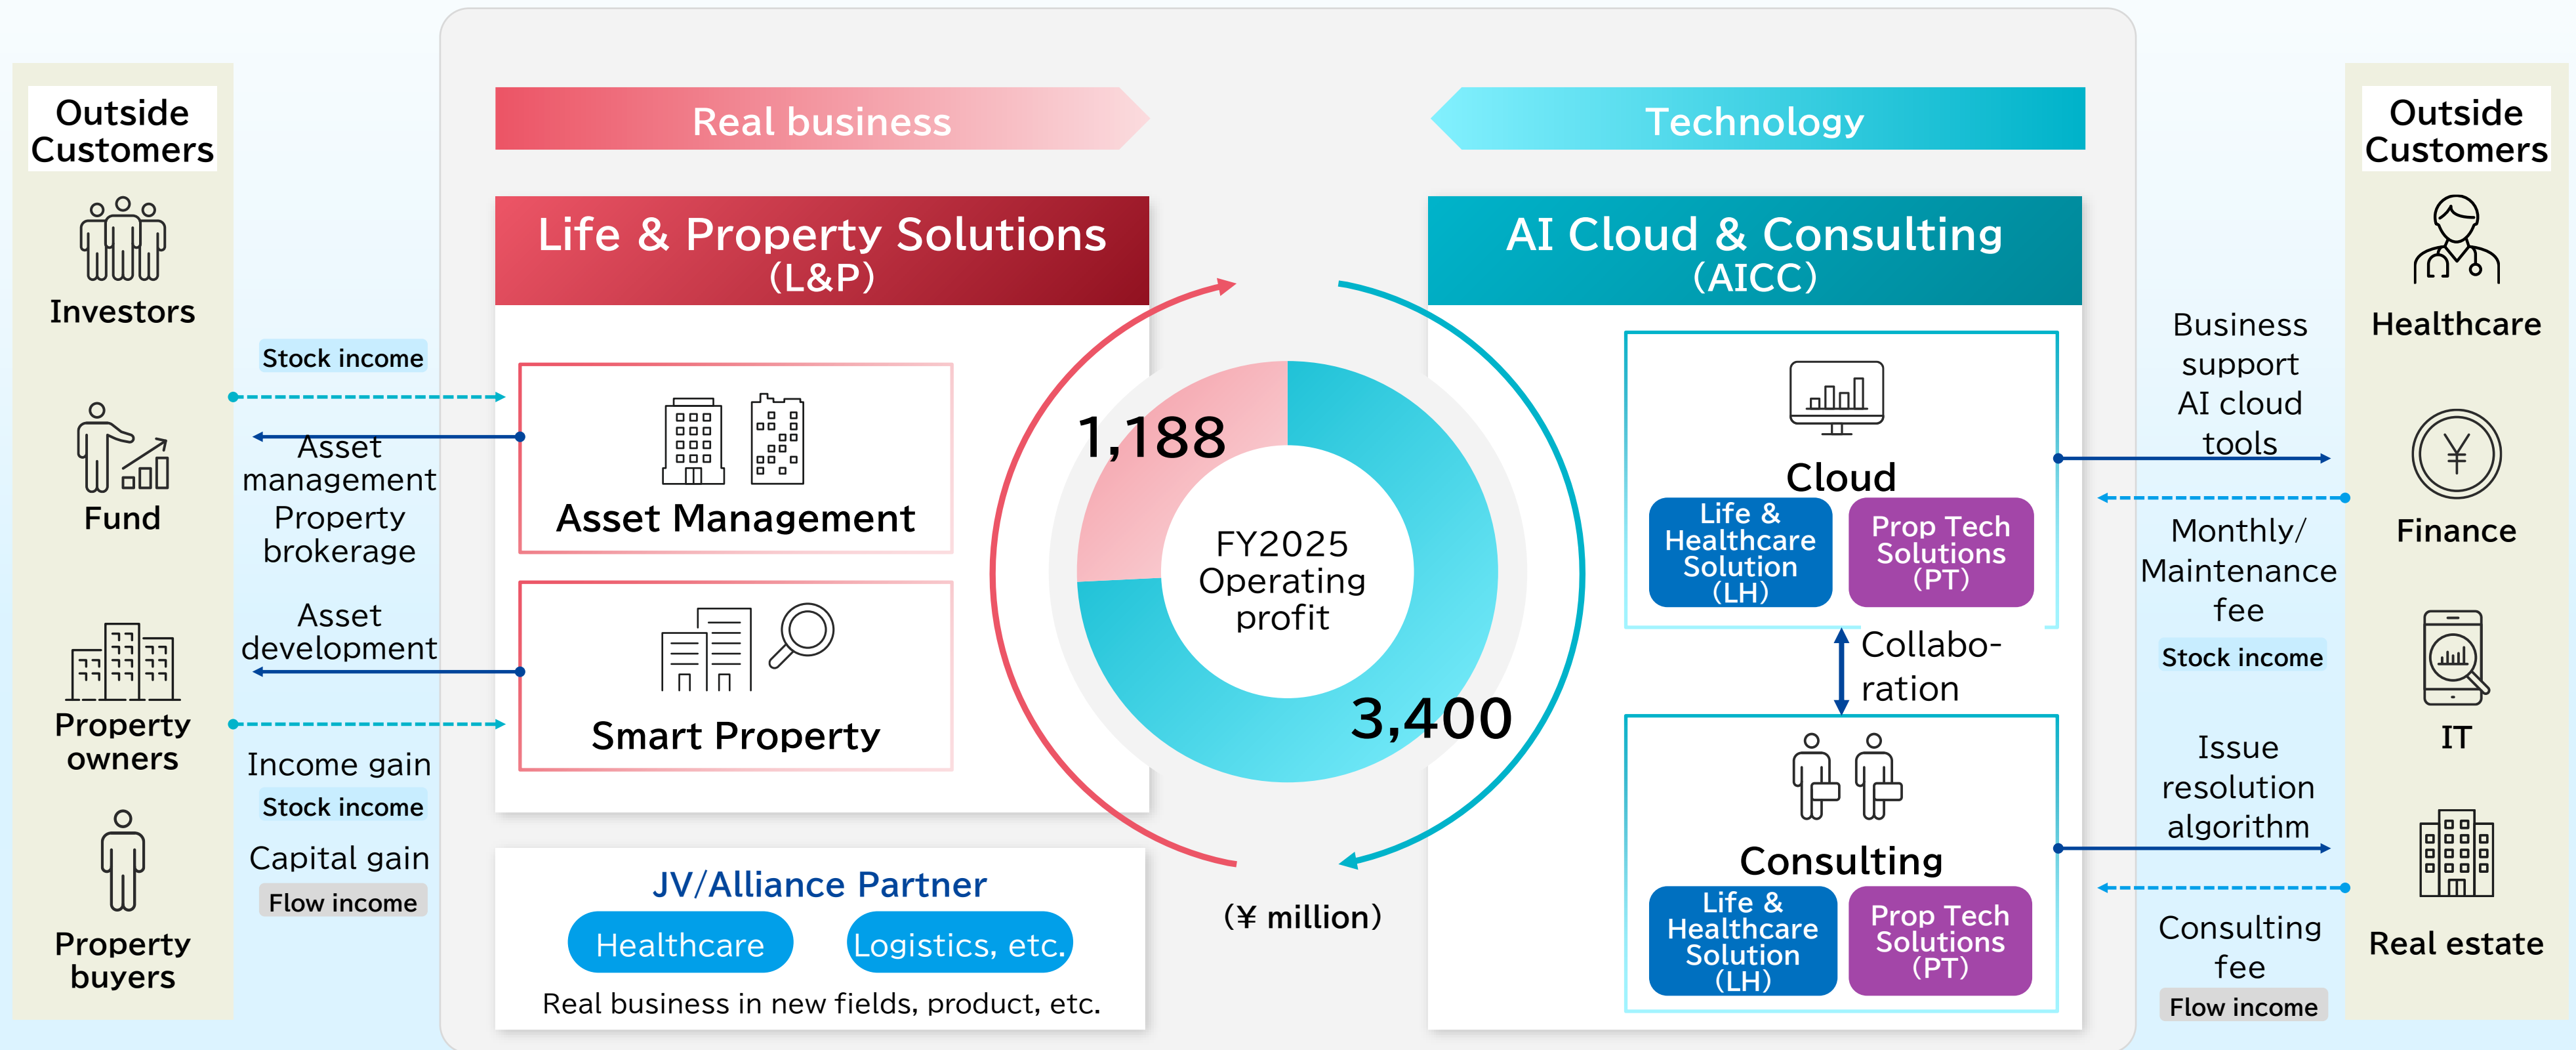 Outside
Customers
Investors
Fund
Property
owners
Property
buyers
Stock income
Asset
management
Property
brokerage
Asset
development
Income gain
Stock income
Capital gain
Flow income
Real business
Life & Property Solutions
(L&P)
Asset Management
Smart Property
JV/Alliance Partner
Healthcare
Logistics, etc.
Real business in new fields, product, etc.
1,188
FY2025
Operating
profit
3,400
(¥ million)
Technology
AI Cloud & Consulting
(AICC)
Cloud
Life &
Healthcare
Solution
(LH)
Prop Tech
Solutions
(PT)
Collabo-
ration
Consulting
Life &
Healthcare
Solution
(LH)
Prop Tech
Solutions
(PT)
Business
support
AI cloud
tools
Monthly/
Maintenance
fee
Stock income
Issue
resolution
algorithm
Consulting
fee
Flow income
Outside
Customers
Healthcare
¥
Finance
IT
Real estate